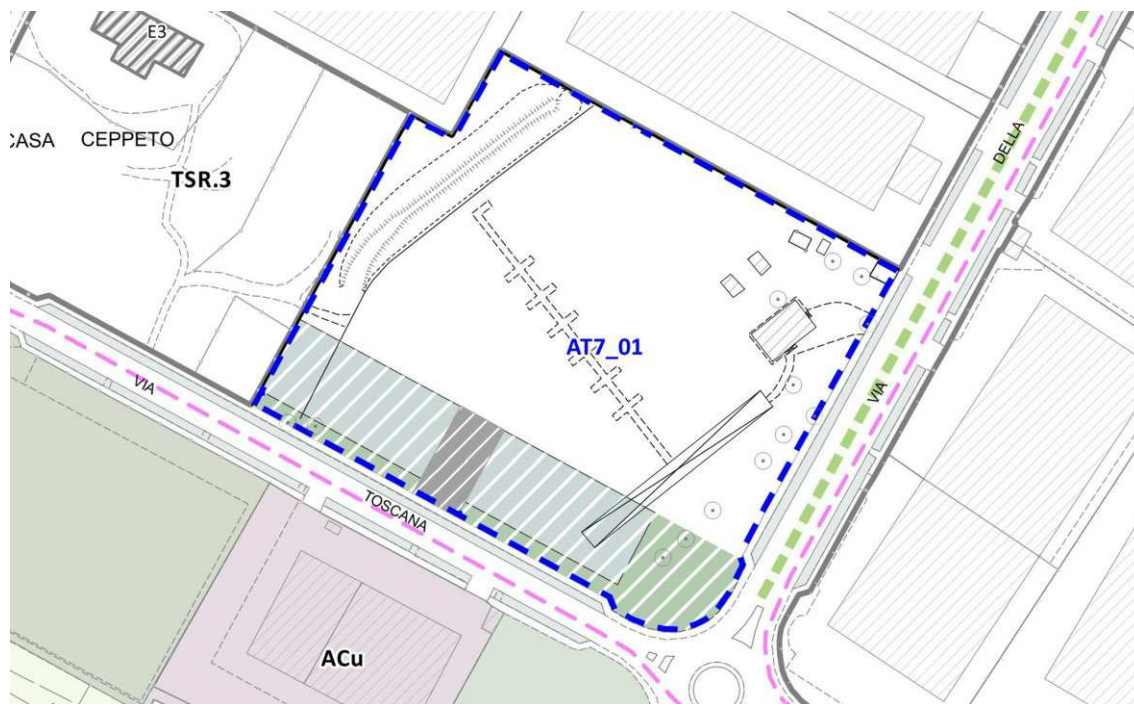 E3
CASA CEPPETO
TSR.3
DELLA
AT7_01
VIA
VIA
TOSCANA
ACu